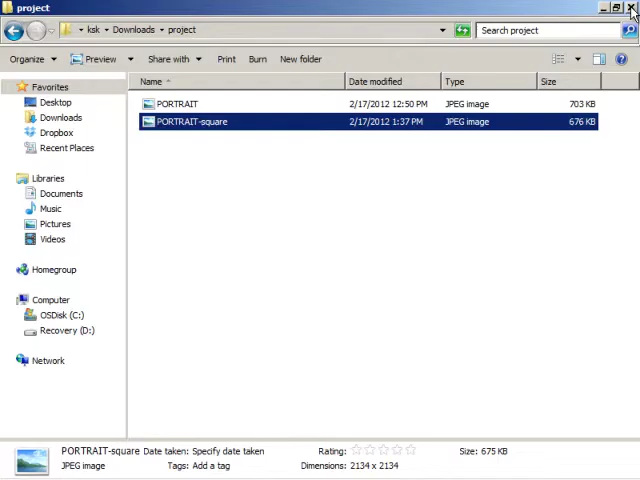 project
ksk Downloads project
Search project
Organize Preview Share with Print Burn New folder
Name Date modified Type Size
Favorites
Desktop
Downloads
Dropbox
Recent Places
Libraries
Documents
Music
Pictures
Videos
Homegroup
Computer
OSDisk (C:)
Recovery (D:)
Network
PORTRAIT 2/17/2012 12:50 PM JPEG image 703 KB
PORTRAIT-square 2/17/2012 1:37 PM JPEG image 676 KB
PORTRAIT-square Date taken: Specify date taken Rating: Size: 675 KB
JPEG image Tags: Add a tag Dimensions: 2134 x 2134